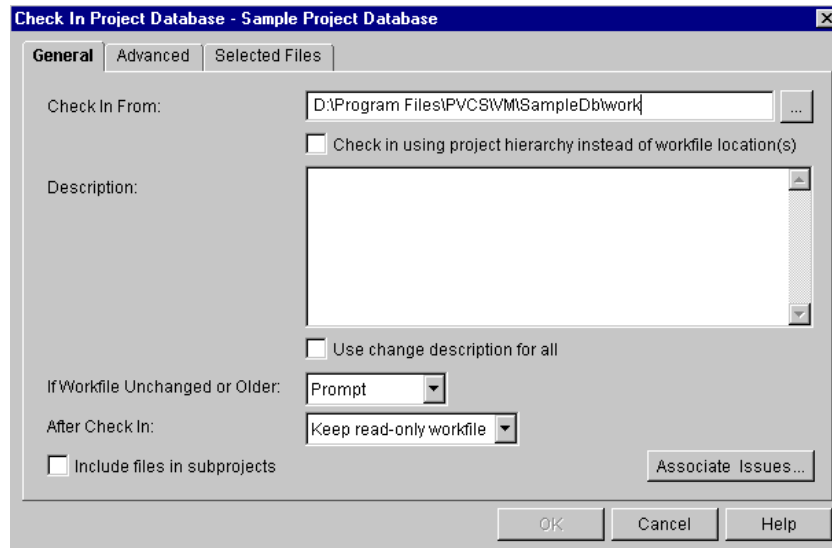 Check In Project Database - Sample Project Database
General Advanced Selected Files
Check In From: D:\Program Files\PVCS\VM\SampleDb\work ...
Check in using project hierarchy instead of workfile location(s)
Description:
Use change description for all
If Workfile Unchanged or Older: Prompt
After Check In: Keep read-only workfile
Include files in subprojects Associate Issues...
OK Cancel Help